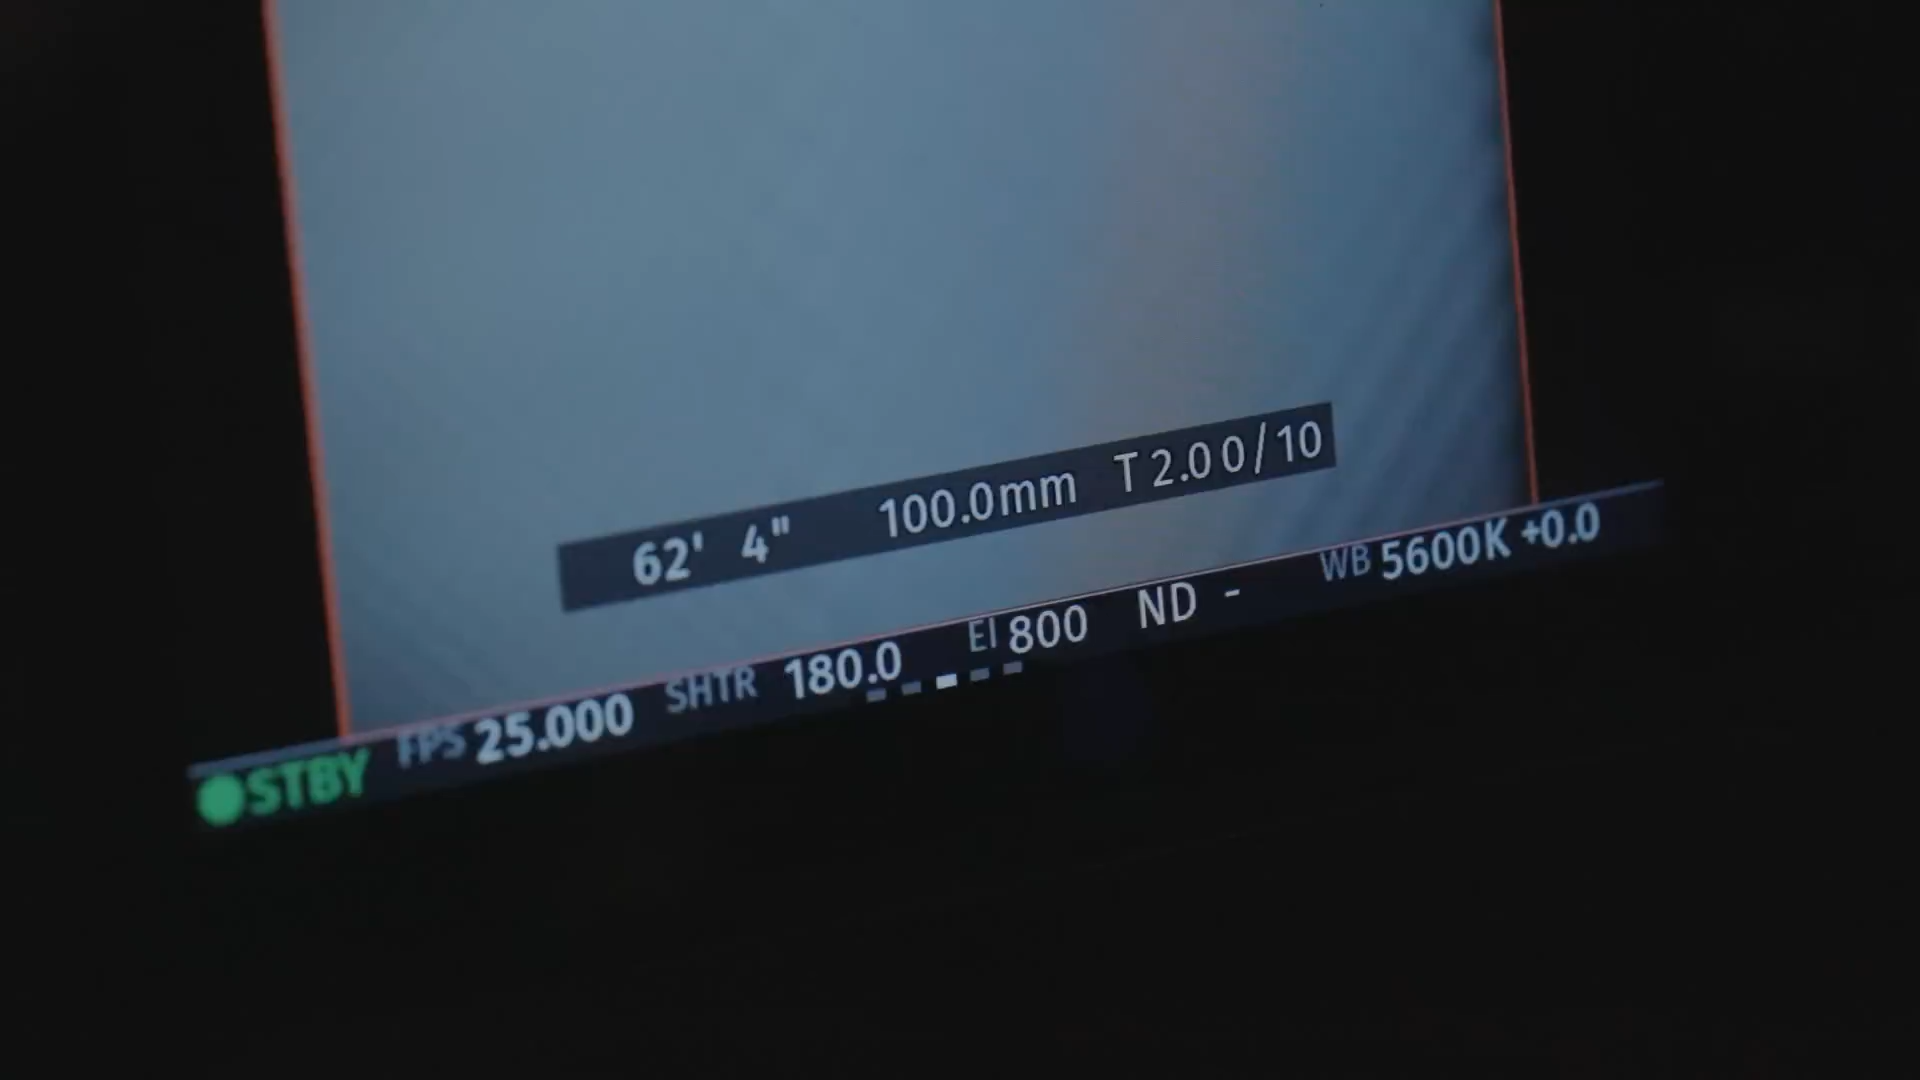 62' 4" 100.0mm T 2.0 0/10
●STBY FPS 25.000 SHTR 180.0 EI 800 ND - WB 5600K +0.0